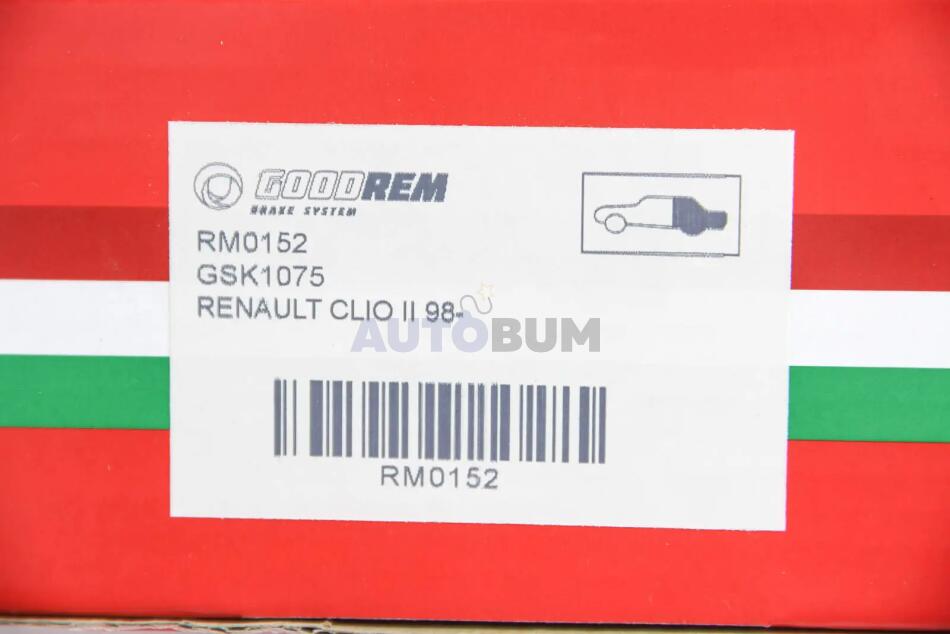 GOODREM
BRAKE SYSTEM
RM0152
GSK1075
RENAULT CLIO II 98-
AUTOBUM
RM0152